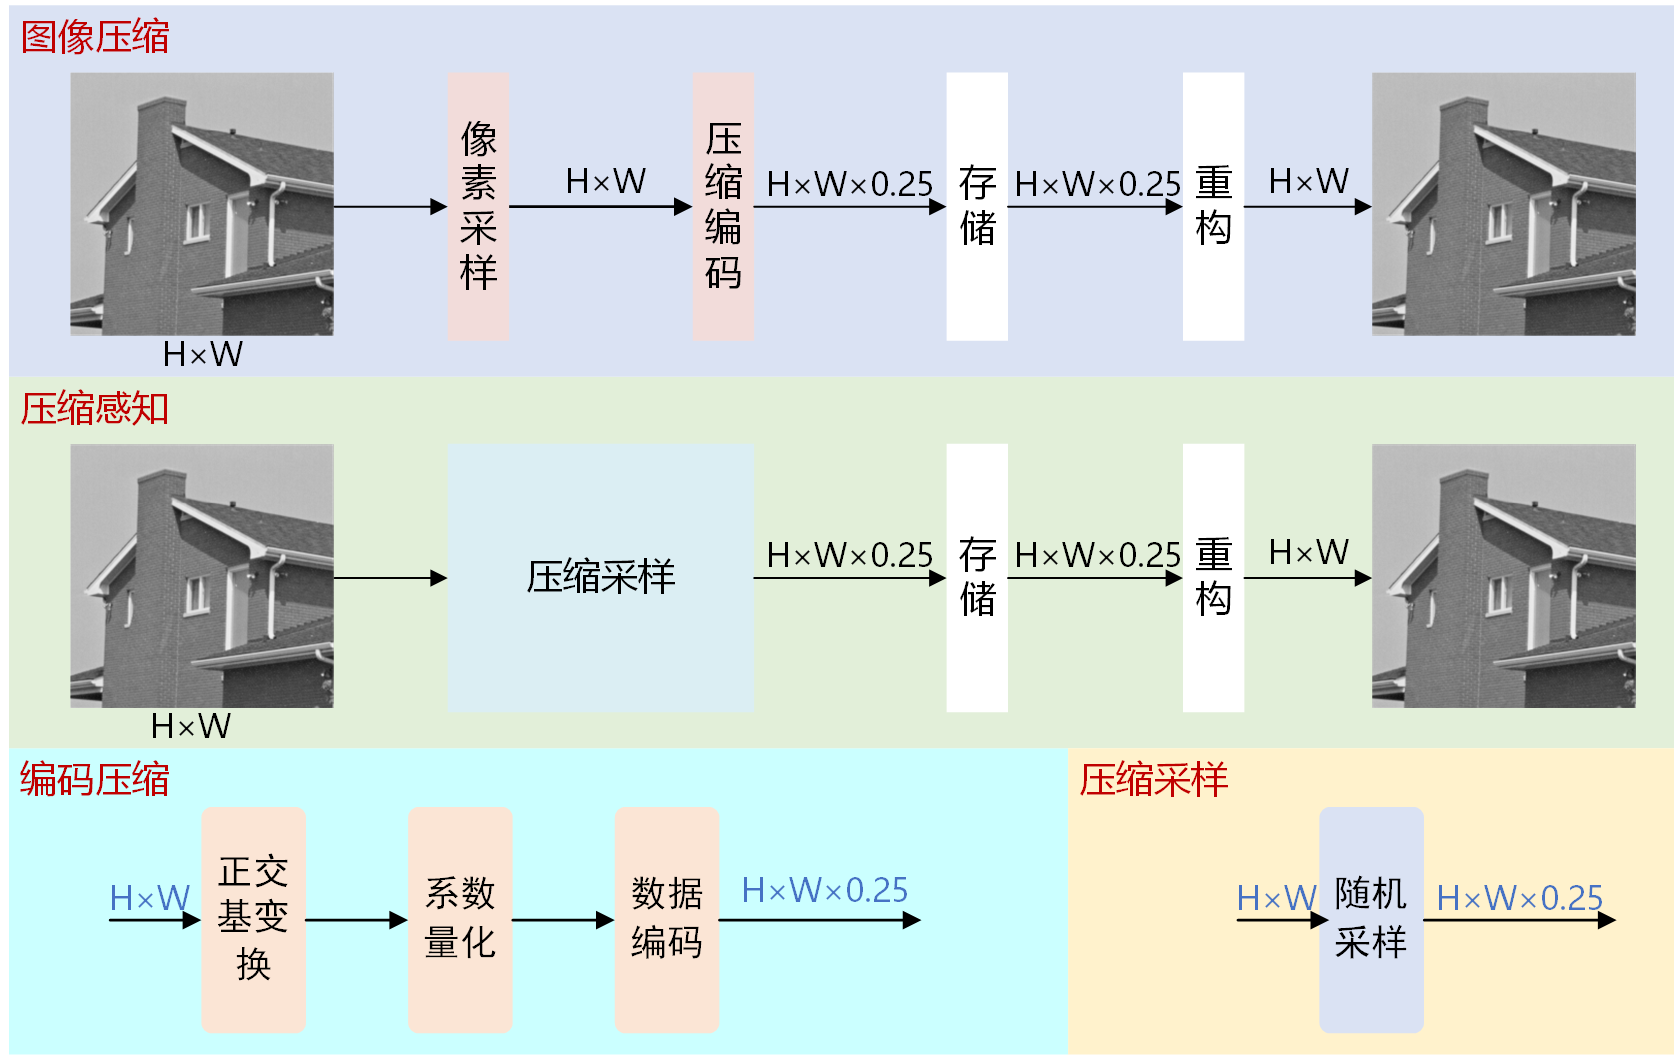 图像压缩
像素采样
H×W
压缩编码
H×W×0.25
存储
H×W×0.25
重构
H×W
H×W
压缩感知
压缩采样
H×W×0.25
存储
H×W×0.25
重构
H×W
H×W
编码压缩
H×W
正交
基变
换
系数
量化
数据
编码
H×W×0.25
压缩采样
H×W
随机
采样
H×W×0.25